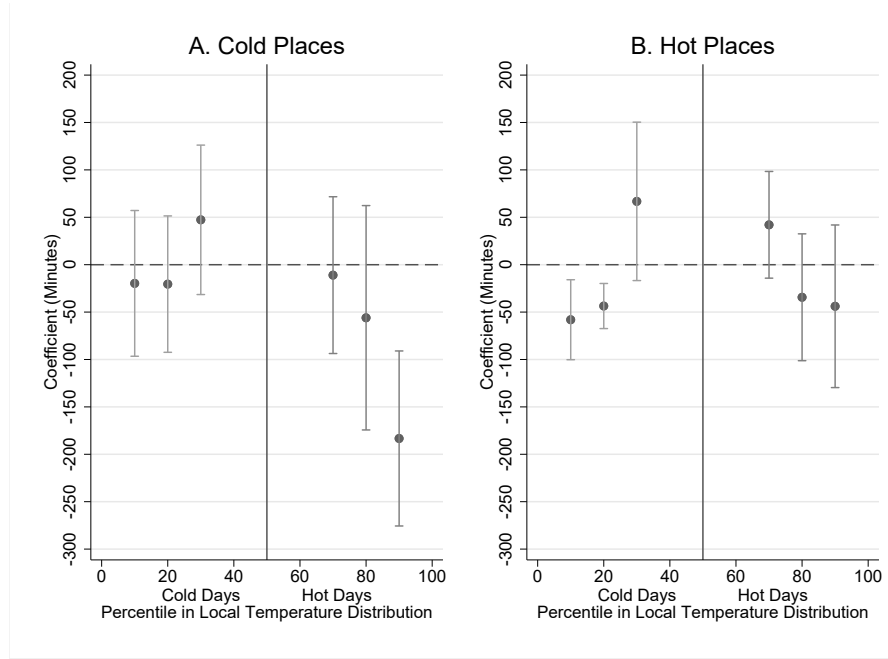 A. Cold Places
Coefficient (Minutes)
200
150
100
50
0
-50
-100
-150
-200
-250
-300
0 20 40 60 80 100
Cold Days Hot Days
Percentile in Local Temperature Distribution
B. Hot Places
Coefficient (Minutes)
200
150
100
50
0
-50
-100
-150
-200
-250
-300
0 20 40 60 80 100
Cold Days Hot Days
Percentile in Local Temperature Distribution